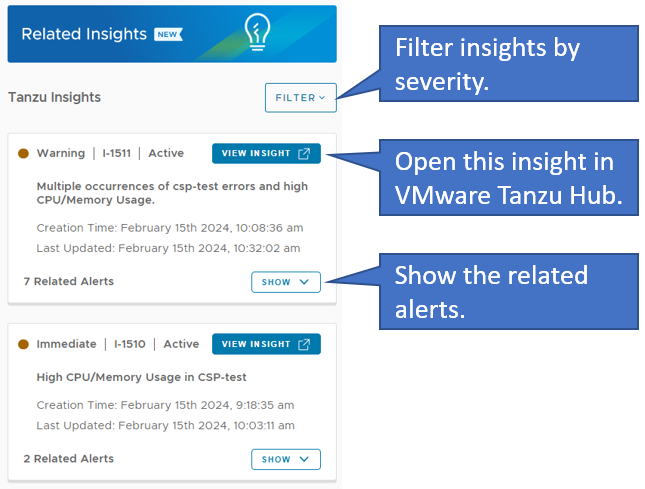 Related Insights NEW
Filter insights by
severity.
Tanzu Insights
FILTER
Warning | I-1511 | Active
VIEW INSIGHT
Open this insight in
VMware Tanzu Hub.
Multiple occurrences of csp-test errors and high
CPU/Memory Usage.
Creation Time: February 15th 2024, 10:08:36 am
Last Updated: February 15th 2024, 10:32:02 am
7 Related Alerts
SHOW
Show the related
alerts.
Immediate | I-1510 | Active
VIEW INSIGHT
High CPU/Memory Usage in CSP-test
Creation Time: February 15th 2024, 9:18:35 am
Last Updated: February 15th 2024, 10:03:11 am
2 Related Alerts
SHOW